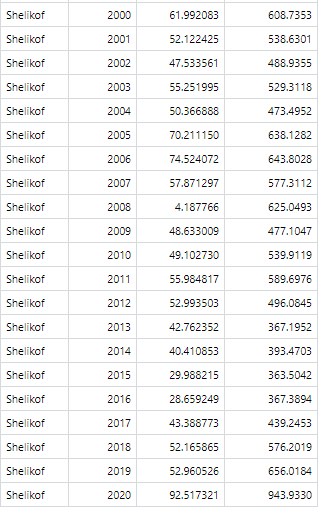 Shelikof 2000 61.992083 608.7353
Shelikof 2001 52.122425 538.6301
Shelikof 2002 47.533561 488.9355
Shelikof 2003 55.251995 529.3118
Shelikof 2004 50.366888 473.4952
Shelikof 2005 70.211150 638.1282
Shelikof 2006 74.524072 643.8028
Shelikof 2007 57.871297 577.3112
Shelikof 2008 4.187766 625.0493
Shelikof 2009 48.633009 477.1047
Shelikof 2010 49.102730 539.9119
Shelikof 2011 55.984817 589.6976
Shelikof 2012 52.993503 496.0845
Shelikof 2013 42.762352 367.1952
Shelikof 2014 40.410853 393.4703
Shelikof 2015 29.988215 363.5042
Shelikof 2016 28.659249 367.3894
Shelikof 2017 43.388773 439.2453
Shelikof 2018 52.165865 576.2019
Shelikof 2019 52.960526 656.0184
Shelikof 2020 92.517321 943.9330